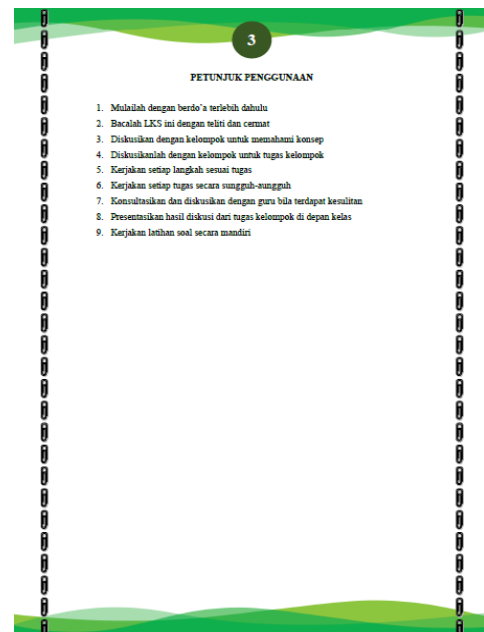 3
PETUNJUK PENGGUNAAN
1. Mulailah dengan berdo'a terlebih dahulu
2. Bacalah LKS ini dengan teliti dan cermat
3. Diskusikan dengan kelompok untuk memahami konsep
4. Diskusikanlah dengan kelompok untuk tugas kelompok
5. Kerjakan setiap langkah sesuai tugas
6. Kerjakan setiap tugas secara sungguh-aungguh
7. Konsultasikan dan diskusikan dengan guru bila terdapat kesulitan
8. Presentasikan hasil diskusi dari tugas kelompok di depan kelas
9. Kerjakan latihan soal secara mandiri